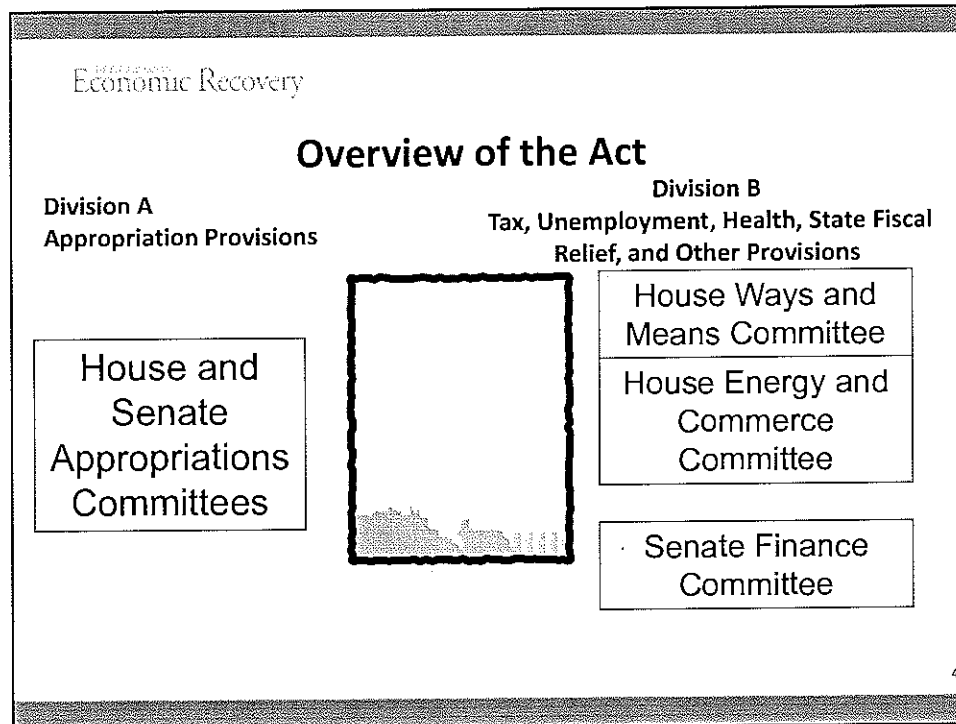 Economic Recovery
Overview of the Act
Division A
Appropriation Provisions
Division B
Tax, Unemployment, Health, State Fiscal
Relief, and Other Provisions
House and
Senate
Appropriations
Committees
House Ways and
Means Committee
House Energy and
Commerce
Committee
Senate Finance
Committee
4